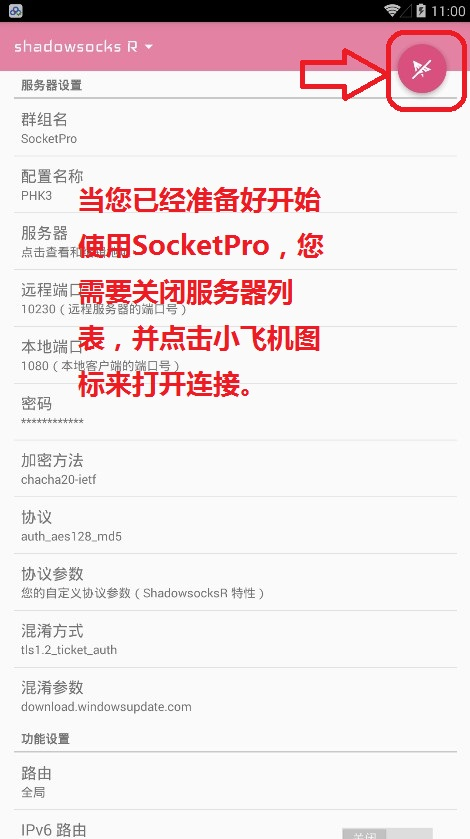 11:00
shadowsocks R
服务器设置
群组名
SocketPro
配置名称
PHK3
当您已经准备好开始
服务器
使用SocketPro，您
点击查看和
远程端口
需要关闭服务器列
10230（远程服务器的端口号）
表，并点击小飞机图
本地端口
1080（本地客户端的端口号）
标来打开连接。
密码
************
加密方法
chacha20-ietf
协议
auth_aes128_md5
协议参数
您的自定义协议参数（ShadowsocksR 特性）
混淆方式
tls1.2_ticket_auth
混淆参数
download.windowsupdate.com
功能设置
路由
全局
IPv6 路由
关闭